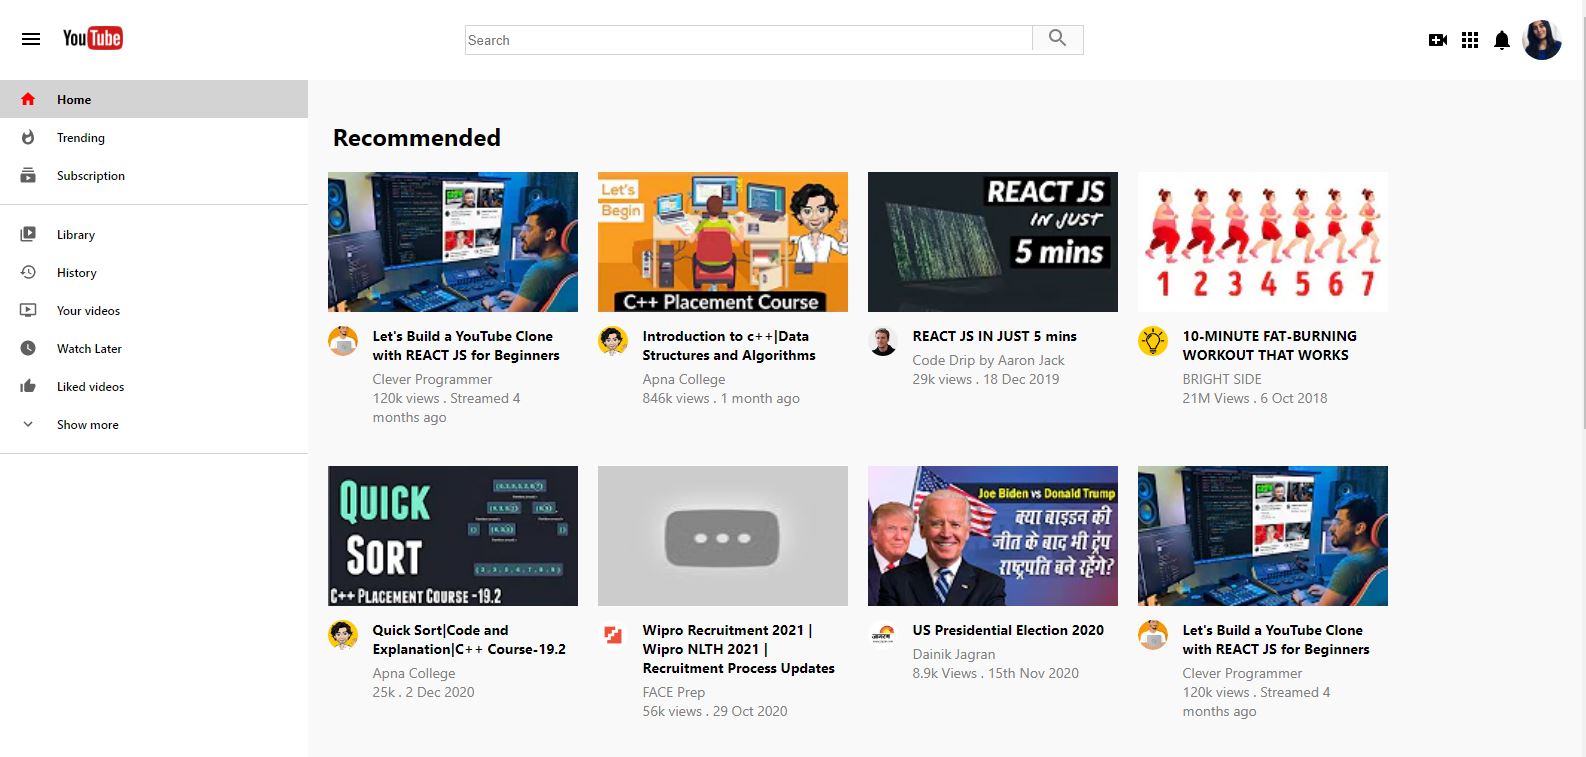 YouTube
Search
Home
Trending
Subscription
Library
History
Your videos
Watch Later
Liked videos
Show more
Recommended
Let's
Begin
C++ Placement Course
REACT JS
IN JUST
5 mins
1 2 3 4 5 6 7
Let's Build a YouTube Clone
with REACT JS for Beginners
Clever Programmer
120k views . Streamed 4
months ago
Introduction to c++|Data
Structures and Algorithms
Apna College
846k views . 1 month ago
REACT JS IN JUST 5 mins
Code Drip by Aaron Jack
29k views . 18 Dec 2019
10-MINUTE FAT-BURNING
WORKOUT THAT WORKS
BRIGHT SIDE
21M Views . 6 Oct 2018
QUICK
SORT
C++ PLACEMENT COURSE -19.2
Joe Biden vs Donald Trump
क्या बाइडन की
जीत के बाद भी ट्रंप
राष्ट्रपति बने रहेंगे?
Quick Sort|Code and
Explanation|C++ Course-19.2
Apna College
25k . 2 Dec 2020
Wipro Recruitment 2021 |
Wipro NLTH 2021 |
Recruitment Process Updates
FACE Prep
56k views . 29 Oct 2020
जागरण
US Presidential Election 2020
Dainik Jagran
8.9k Views . 15th Nov 2020
Let's Build a YouTube Clone
with REACT JS for Beginners
Clever Programmer
120k views . Streamed 4
months ago